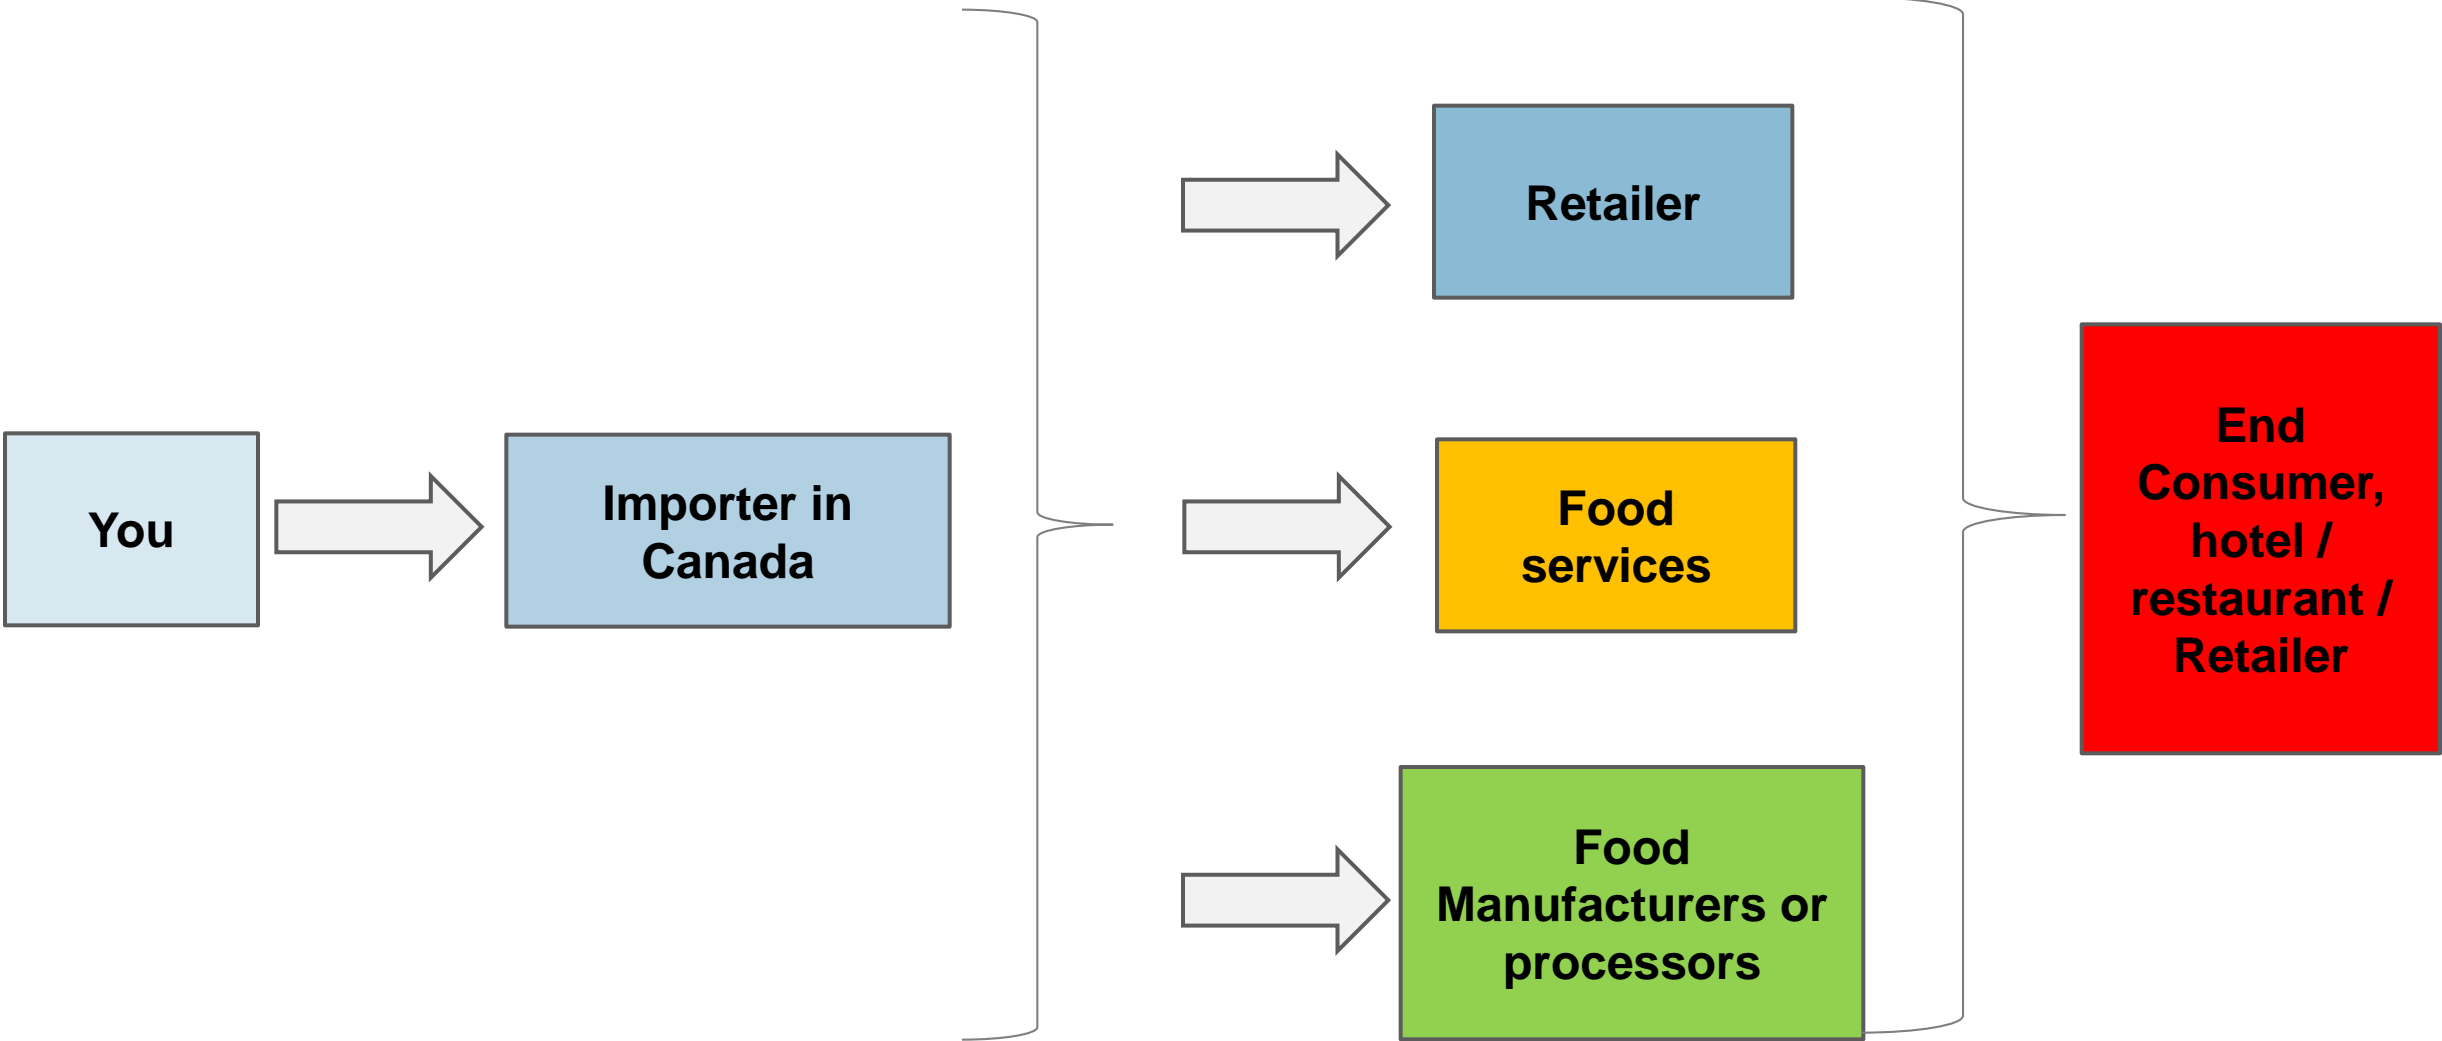 You
Importer in
Canada
Retailer
Food
services
Food
Manufacturers or
processors
End
Consumer,
hotel /
restaurant /
Retailer